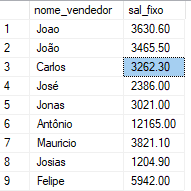 nome_vendedor sal_fixo
1 Joao 3630.60
2 João 3465.50
3 Carlos 3262.30
4 José 2386.00
5 Jonas 3021.00
6 Antônio 12165.00
7 Mauricio 3821.10
8 Josias 1204.90
9 Felipe 5942.00